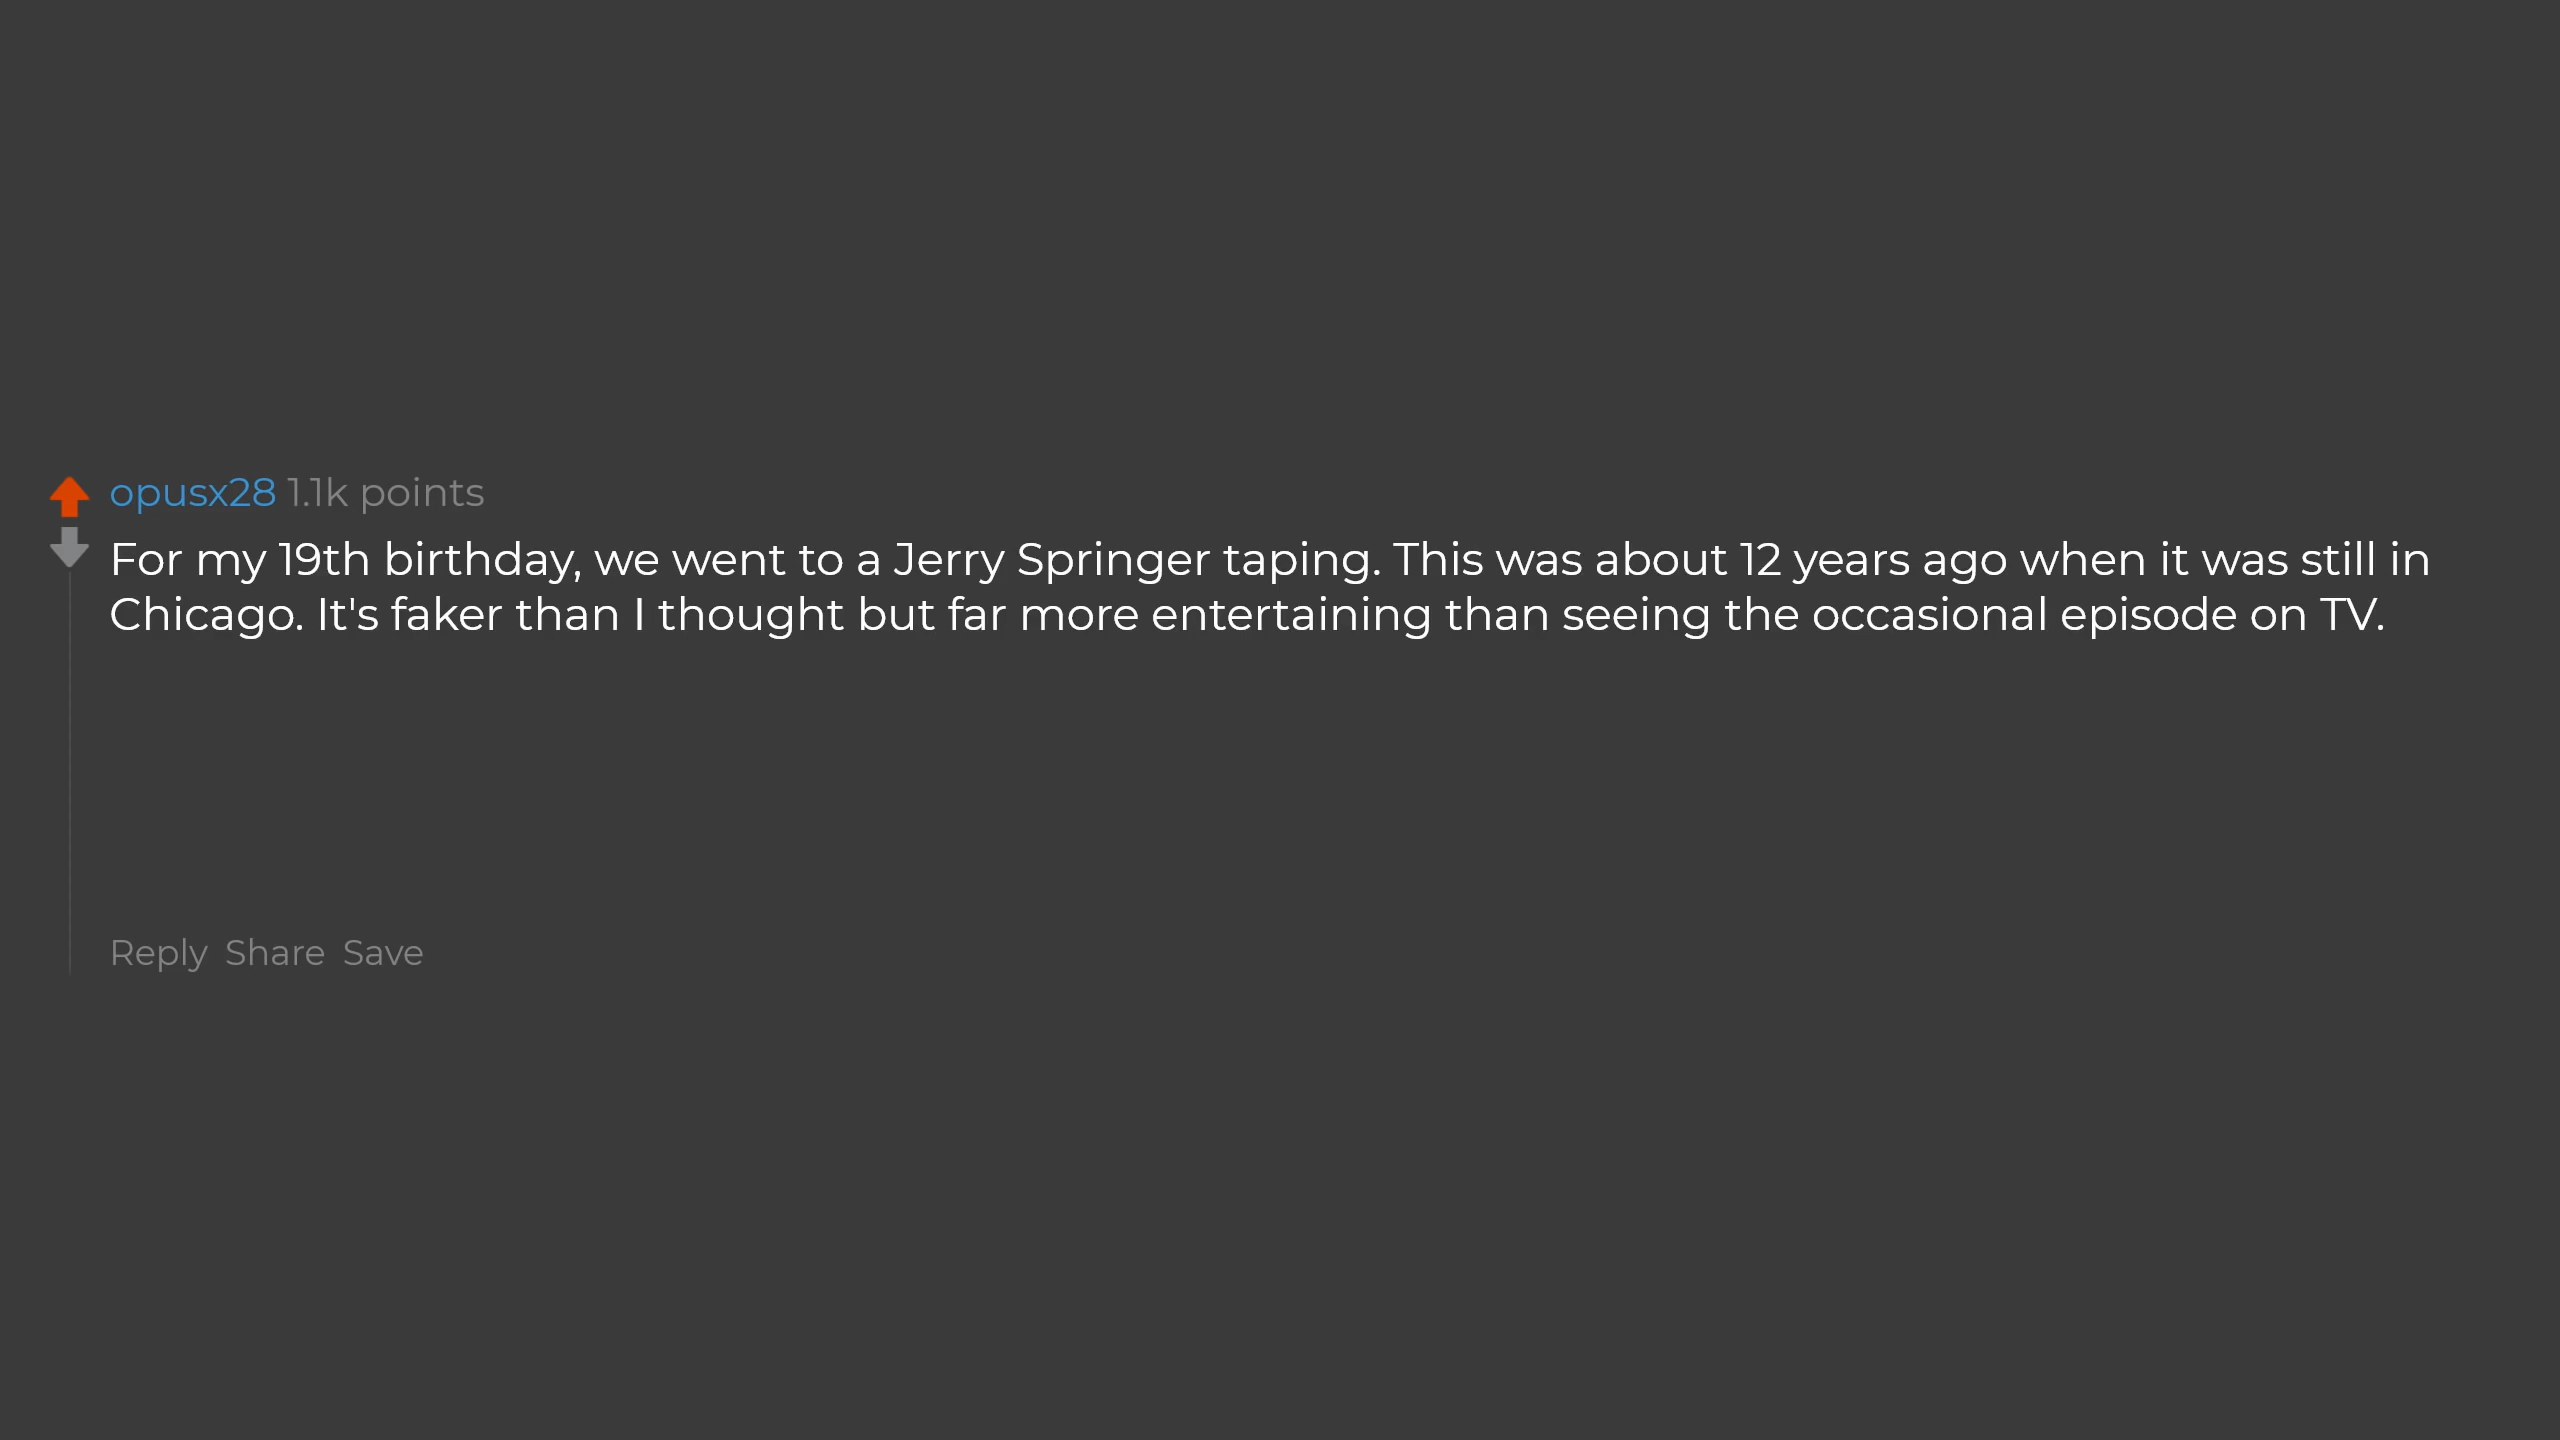 opusx28 1.1k points
For my 19th birthday, we went to a Jerry Springer taping. This was about 12 years ago when it was still in
Chicago. It's faker than I thought but far more entertaining than seeing the occasional episode on TV.
Reply Share Save